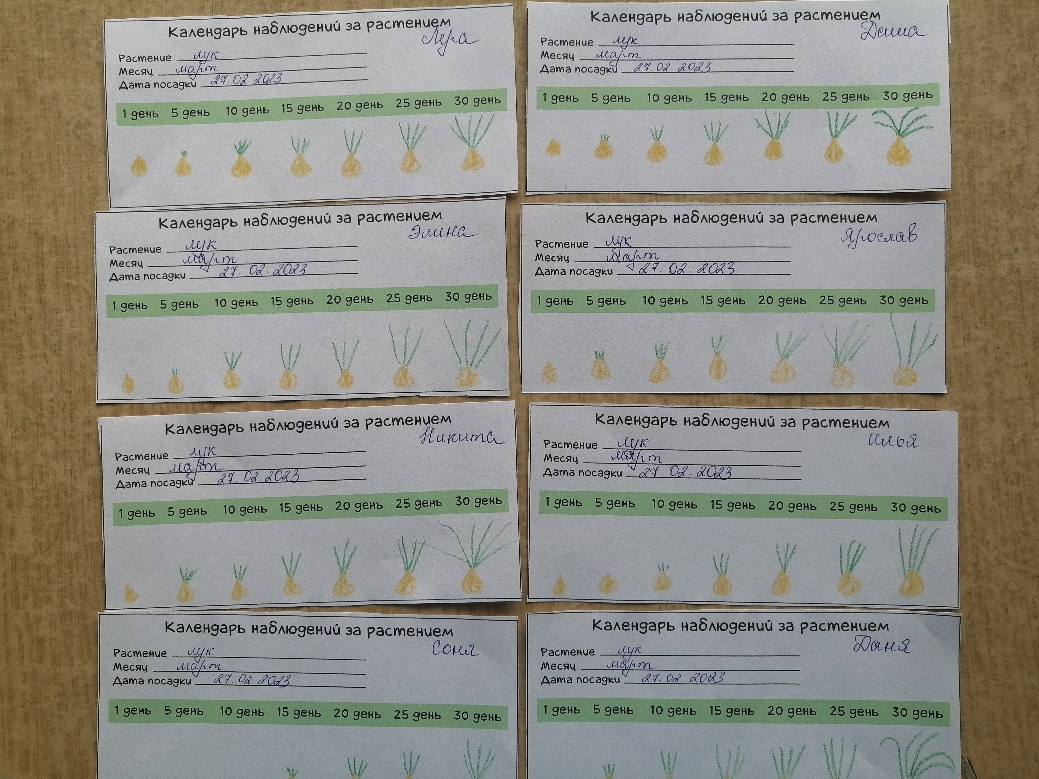 Календарь наблюдений за растением
Лера
Растение лук
Месяц март
Дата посадки 27.02 2023
1 день 5 день 10 день 15 день 20 день 25 день 30 день
Календарь наблюдений за растением
Даша
Растение лук
Месяц март
Дата посадки 27.02 2023
1 день 5 день 10 день 15 день 20 день 25 день 30 день
Календарь наблюдений за растением
Элина
Растение лук
Месяц март
Дата посадки 27.02.2023
1 день 5 день 10 день 15 день 20 день 25 день 30 день
Календарь наблюдений за растением
Ярослав
Растение лук
Месяц Март
Дата посадки 27.02.2023
1 день 5 день 10 день 15 день 20 день 25 день 30 день
Календарь наблюдений за растением
Никита
Растение лук
Месяц март
Дата посадки 27.02 2023
1 день 5 день 10 день 15 день 20 день 25 день 30 день
Календарь наблюдений за растением
Илья
Растение лук
Месяц Март
Дата посадки 27.02.2023
1 день 5 день 10 день 15 день 20 день 25 день 30 день
Календарь наблюдений за растением
Соня
Растение лук
Месяц март
Дата посадки 27.02 2023
1 день 5 день 10 день 15 день 20 день 25 день 30 день
Календарь наблюдений за растением
Даня
Растение лук
Месяц март
Дата посадки 27.02 2023
1 день 5 день 10 день 15 день 20 день 25 день 30 день